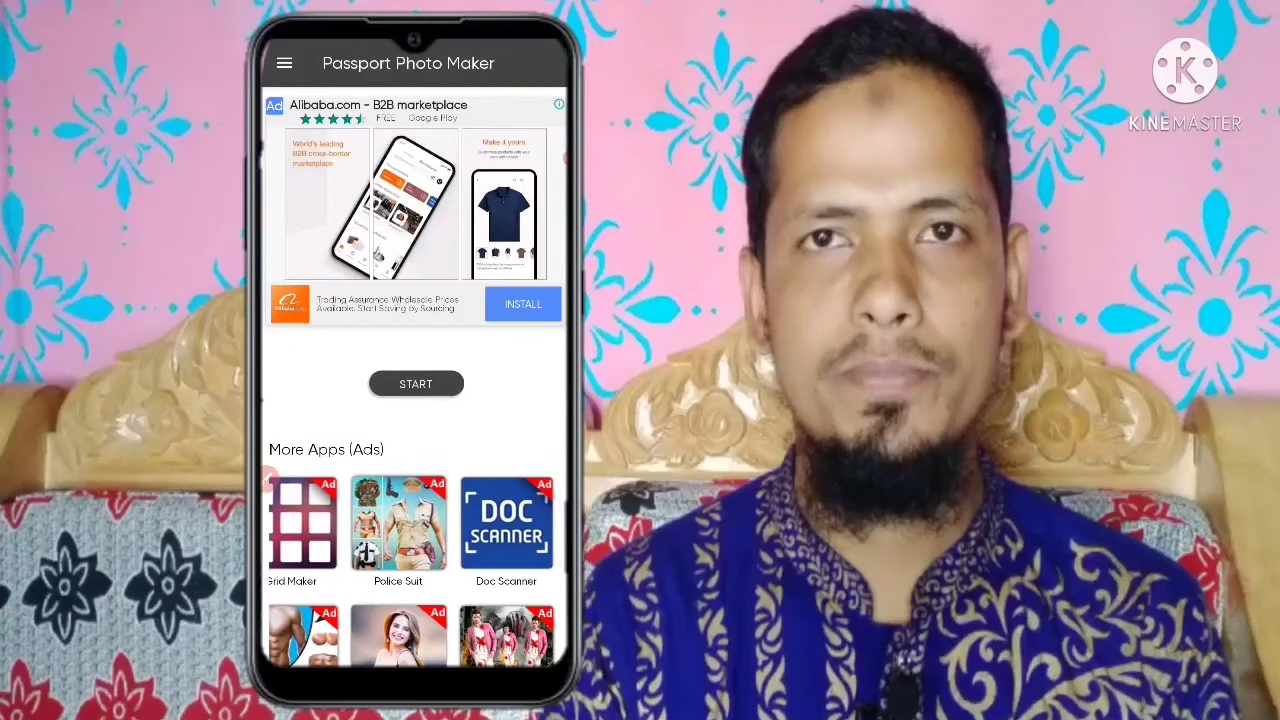 Passport Photo Maker
Ad
Alibaba.com - B2B marketplace
FREE Google Play
World's leading
B2B cross-border
marketplace
Make it yours
Trading Assurance. Wholesale Prices
Available. Start Saving by Sourcing
INSTALL
START
More Apps (Ads)
Ad
Ad
DOC
SCANNER
Ad
Grid Maker
Police Suit
Doc Scanner
Ad
Ad
Ad
K
KINEMASTER